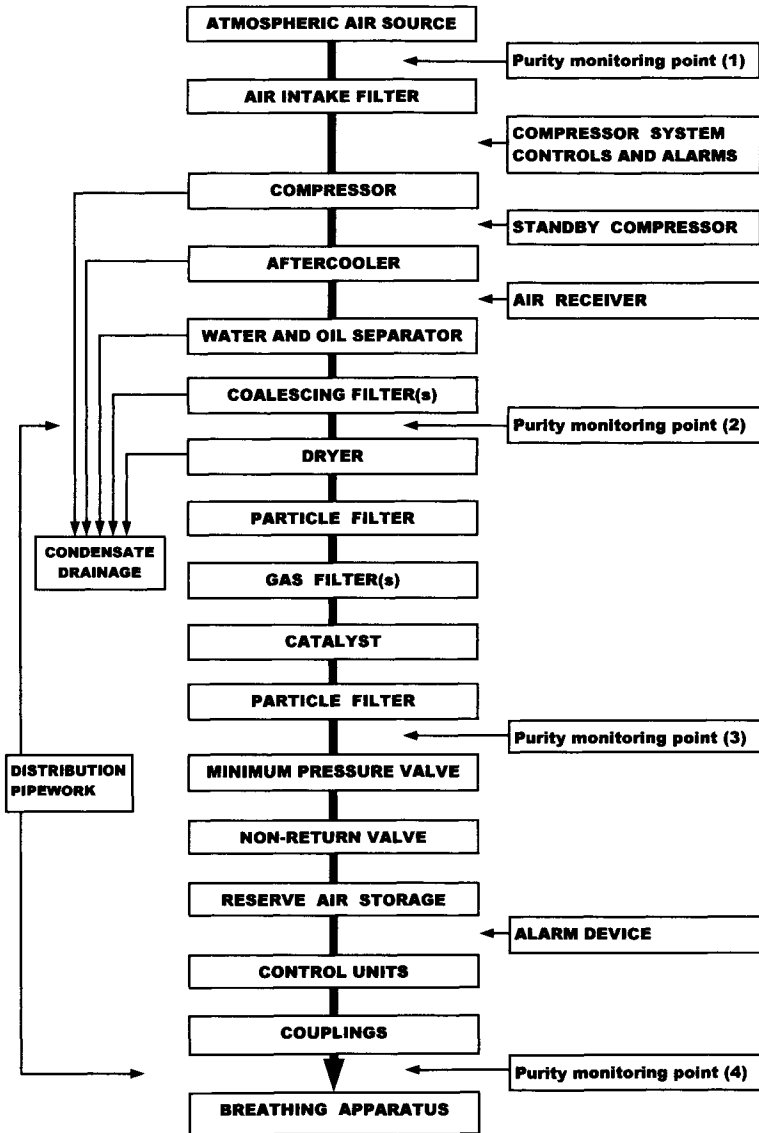 ATMOSPHERIC AIR SOURCE
Purity monitoring point (1)
AIR INTAKE FILTER
COMPRESSOR SYSTEM
CONTROLS AND ALARMS
COMPRESSOR
STANDBY COMPRESSOR
AFTERCOOLER
AIR RECEIVER
WATER AND OIL SEPARATOR
COALESCING FILTER(s)
Purity monitoring point (2)
DRYER
PARTICLE FILTER
CONDENSATE
DRAINAGE
GAS FILTER(s)
CATALYST
PARTICLE FILTER
Purity monitoring point (3)
DISTRIBUTION
PIPEWORK
MINIMUM PRESSURE VALVE
NON-RETURN VALVE
RESERVE AIR STORAGE
ALARM DEVICE
CONTROL UNITS
COUPLINGS
Purity monitoring point (4)
BREATHING APPARATUS